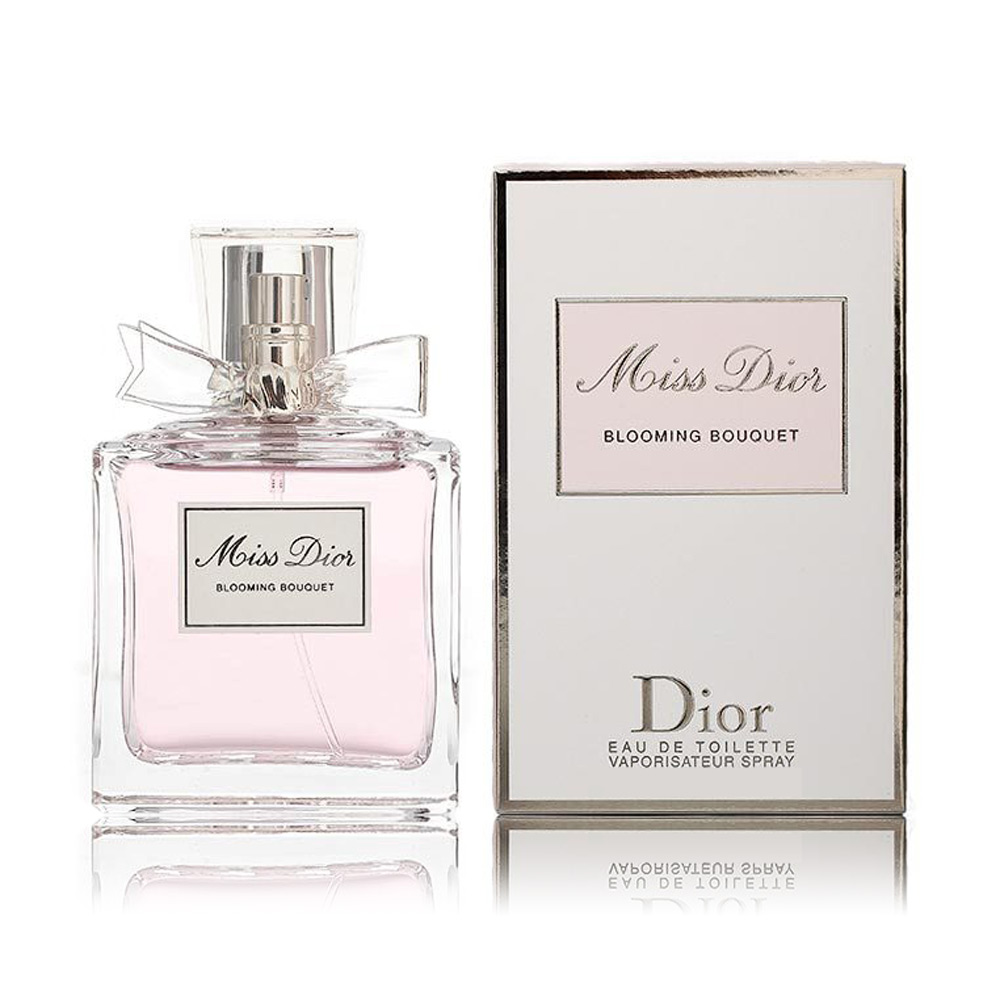 Miss Dior
BLOOMING BOUQUET
Miss Dior
BLOOMING BOUQUET
Dior
EAU DE TOILETTE
VAPORISATEUR SPRAY